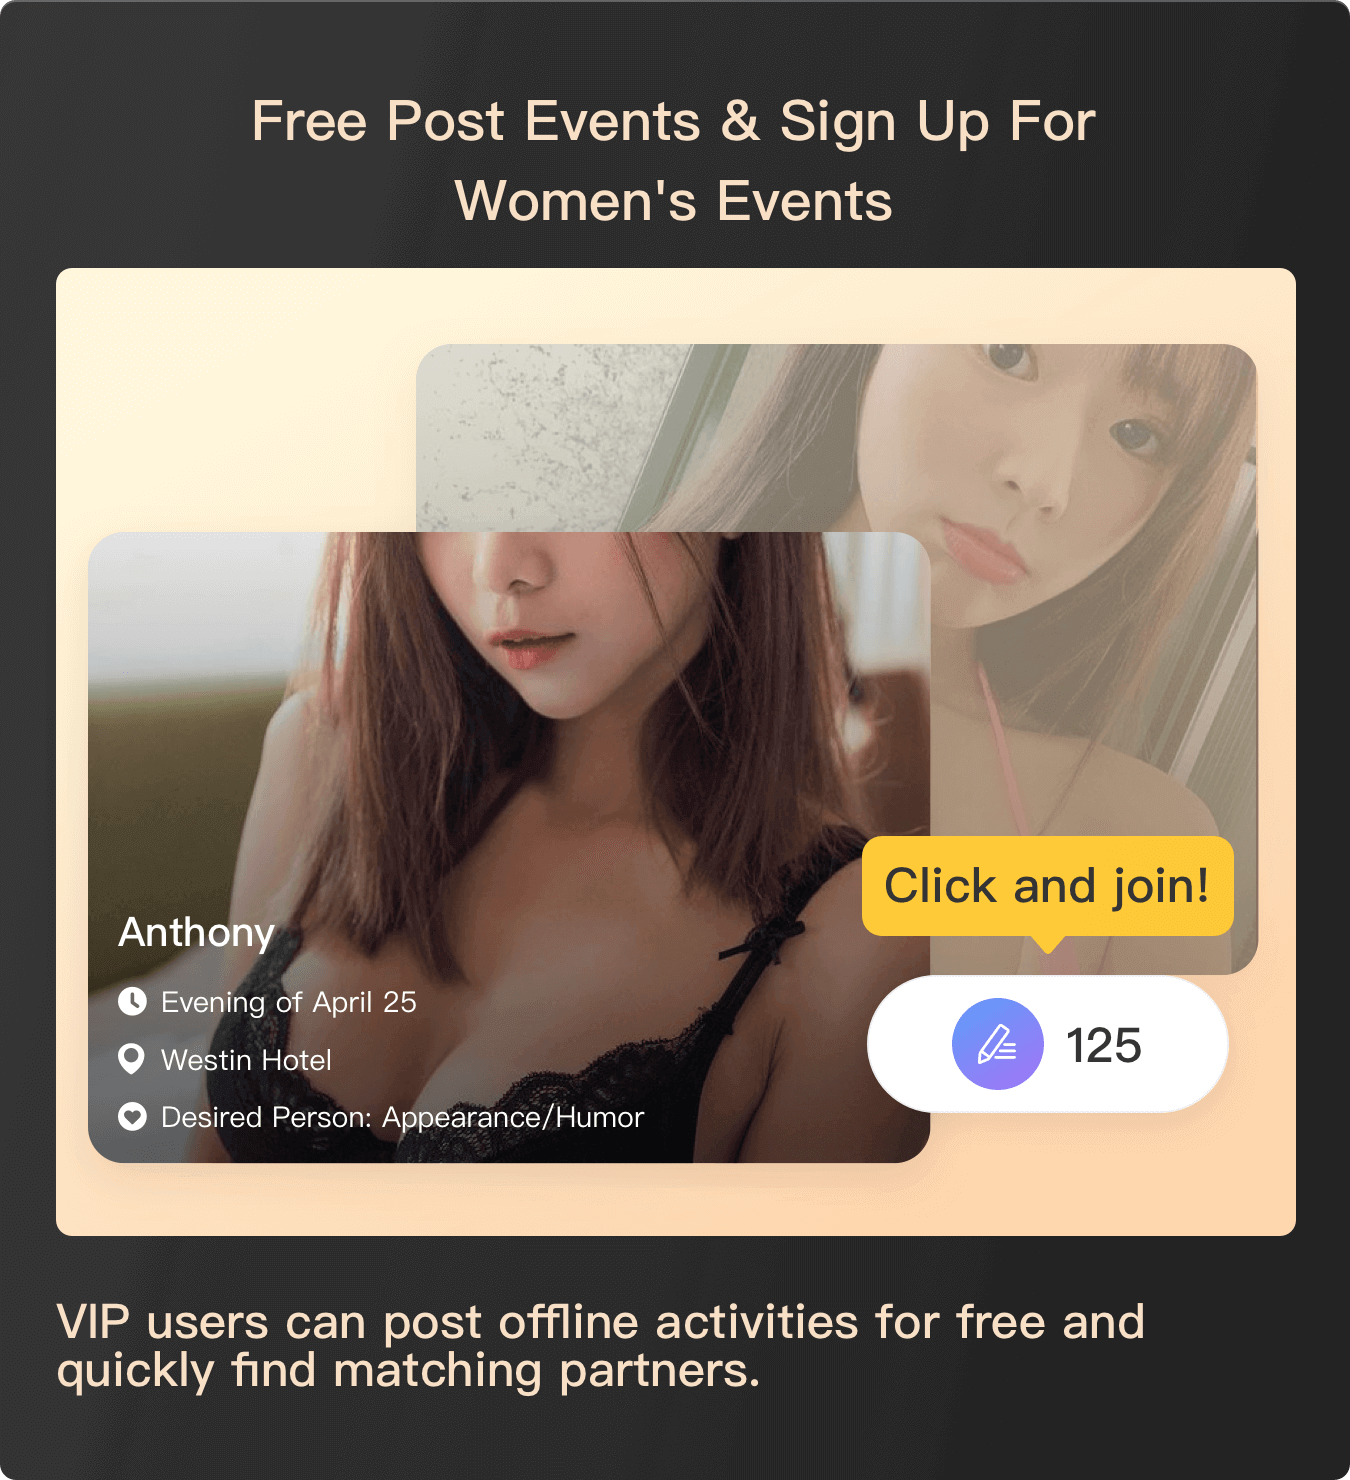 Free Post Events & Sign Up For
Women's Events
Click and join!
Anthony
Evening of April 25
Westin Hotel
Desired Person: Appearance/Humor
125
VIP users can post offline activities for free and
quickly find matching partners.